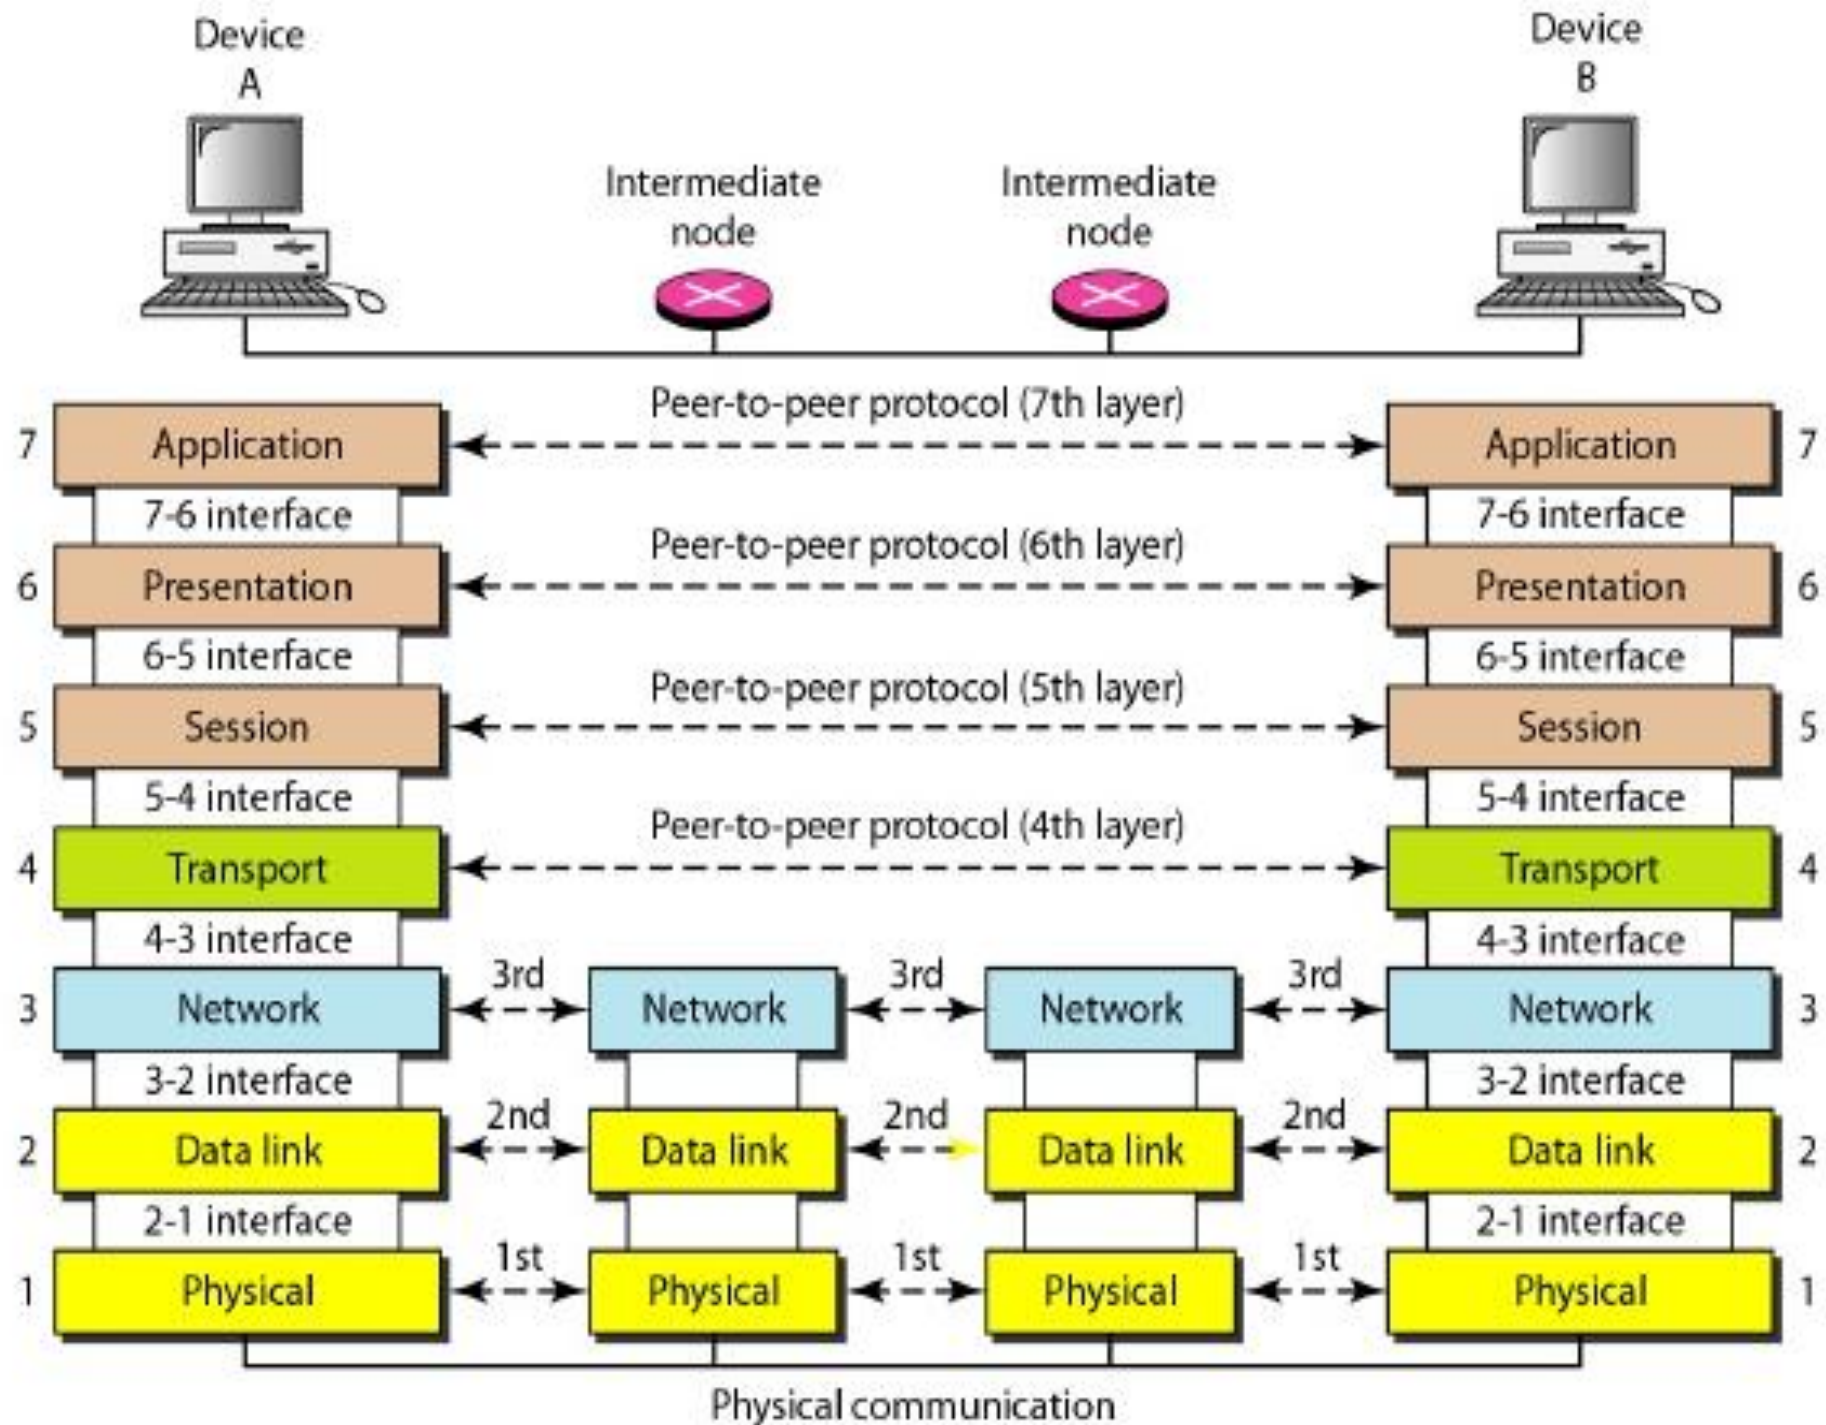 Device
A
Device
B
Intermediate
node
Intermediate
node
Peer-to-peer protocol (7th layer)
7 Application
Application 7
7-6 interface
7-6 interface
Peer-to-peer protocol (6th layer)
6 Presentation
Presentation 6
6-5 interface
6-5 interface
Peer-to-peer protocol (5th layer)
5 Session
Session 5
5-4 interface
5-4 interface
Peer-to-peer protocol (4th layer)
4 Transport
Transport 4
4-3 interface
4-3 interface
3rd 3rd 3rd
3 Network Network Network Network 3
3-2 interface
3-2 interface
2nd 2nd 2nd
2 Data link Data link Data link Data link 2
2-1 interface
2-1 interface
1st 1st 1st
1 Physical Physical Physical Physical 1
Physical communication